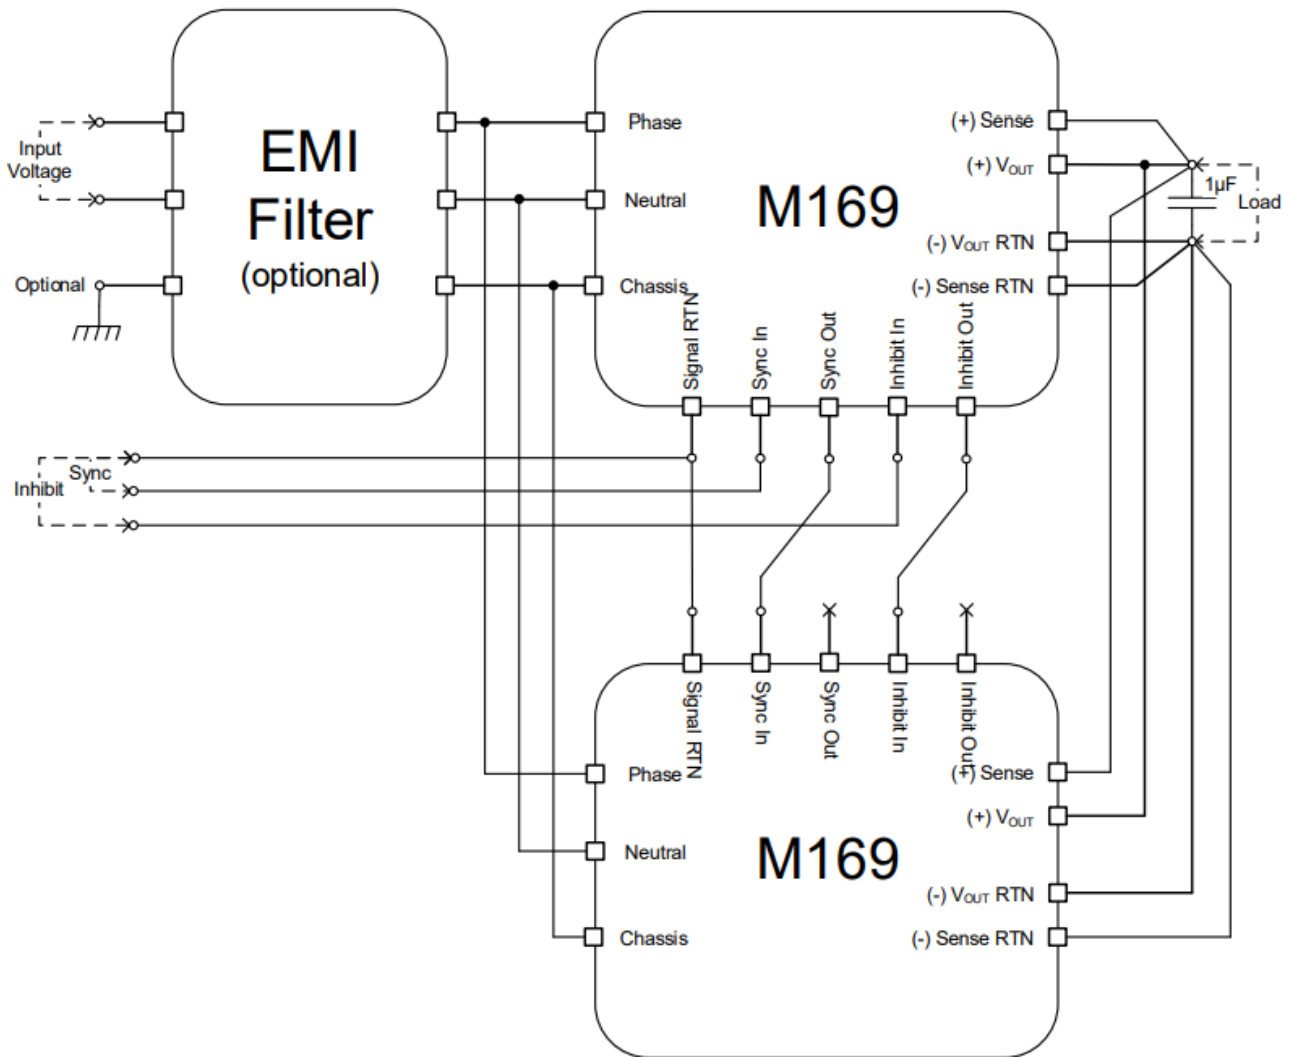 EMI
Filter
(optional)
Input
Voltage
Optional
M169
Phase
Neutral
Chassis
(+) Sense
(+) VOUT
(-) VOUT RTN
(-) Sense RTN
1µF
Load
Signal RTN
Sync In
Sync Out
Inhibit In
Inhibit Out
Sync
Inhibit
Signal RTN
Sync In
Sync Out
Inhibit In
Inhibit Out
M169
Phase
Neutral
Chassis
(+) Sense
(+) VOUT
(-) VOUT RTN
(-) Sense RTN